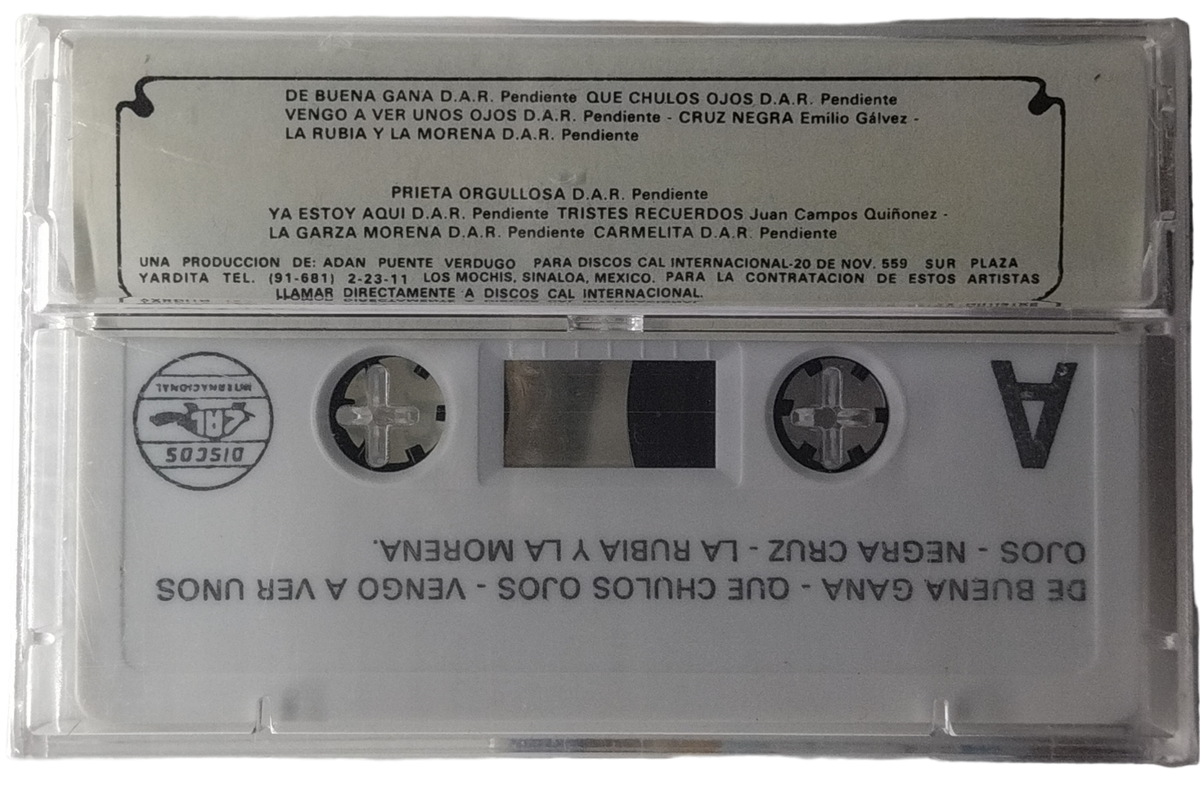 DE BUENA GANA D.A.R. Pendiente QUE CHULOS OJOS D.A.R. Pendiente
VENGO A VER UNOS OJOS D.A.R. Pendiente - CRUZ NEGRA Emilio Gálvez -
LA RUBIA Y LA MORENA D.A.R. Pendiente
PRIETA ORGULLOSA D.A.R. Pendiente
YA ESTOY AQUI D.A.R. Pendiente TRISTES RECUERDOS Juan Campos Quiñonez -
LA GARZA MORENA D.A.R. Pendiente CARMELITA D.A.R. Pendiente
UNA PRODUCCION DE: ADAN PUENTE VERDUGO PARA DISCOS CAL INTERNACIONAL-20 DE NOV. 559 SUR PLAZA
YARDITA TEL. (91-681) 2-23-11 LOS MOCHIS, SINALOA, MEXICO. PARA LA CONTRATACION DE ESTOS ARTISTAS
LLAMAR DIRECTAMENTE A DISCOS CAL INTERNACIONAL.
DE BUENA GANA - QUE CHULOS OJOS - VENGO A VER UNOS
OJOS - NEGRA CRUZ - LA RUBIA Y LA MORENA.
A
DISCOS
CAL
INTERNACIONAL